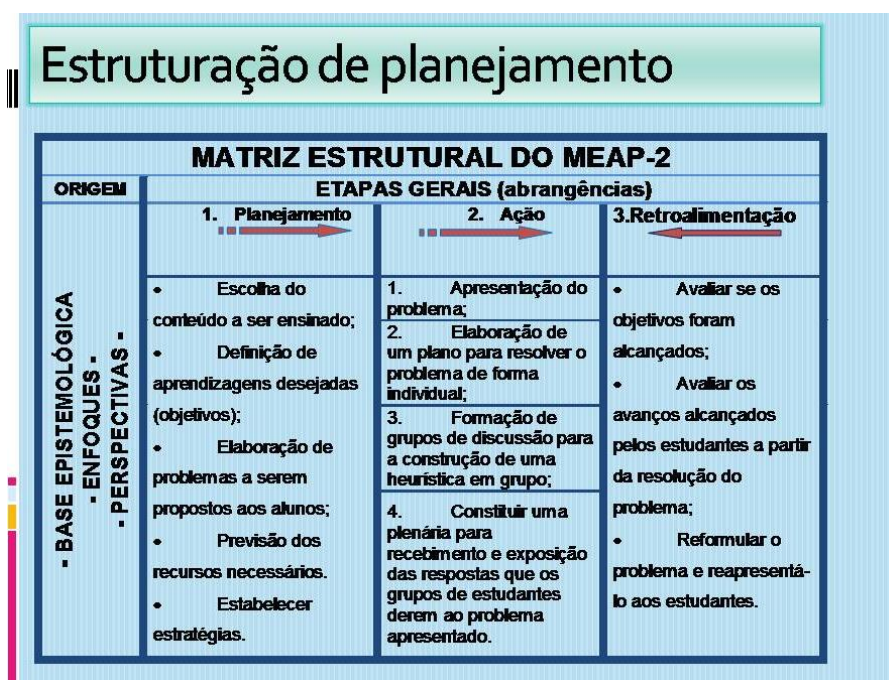 Estruturação de planejamento
MATRIZ ESTRUTURAL DO MEAP-2
ORIGEM
ETAPAS GERAIS (abrangências)
- BASE EPISTEMOLÓGICA
- ENFOQUES -
- PERSPECTIVAS -
1. Planejamento
• Escolha do
conteúdo a ser ensinado;
• Definição de
aprendizagens desejadas
(objetivos);
• Elaboração de
problemas a serem
propostos aos alunos;
• Previsão dos
recursos necessários.
• Estabelecer
estratégias.
2. Ação
1. Apresentação do
problema;
2. Elaboração de
um plano para resolver o
problema de forma
individual;
3. Formação de
grupos de discussão para
a construção de uma
heurística em grupo;
4. Constituir uma
plenária para
recebimento e exposição
das respostas que os
grupos de estudantes
derem ao problema
apresentado.
3.Retroalimentação
• Avaliar se os
objetivos foram
alcançados;
• Avaliar os
avanços alcançados
pelos estudantes a partir
da resolução do
problema;
• Reformular o
problema e reapresentá-
lo aos estudantes.